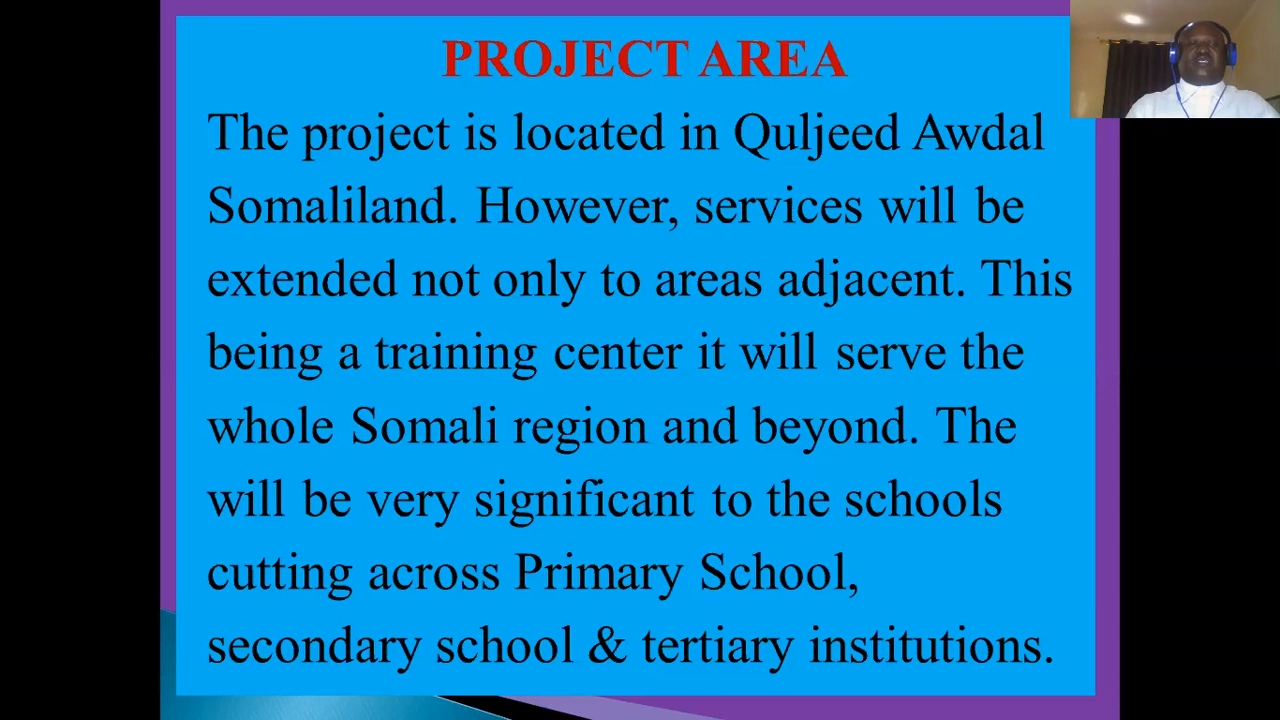 PROJECT AREA
The project is located in Quljeed Awdal
Somaliland. However, services will be
extended not only to areas adjacent. This
being a training center it will serve the
whole Somali region and beyond. The
will be very significant to the schools
cutting across Primary School,
secondary school & tertiary institutions.